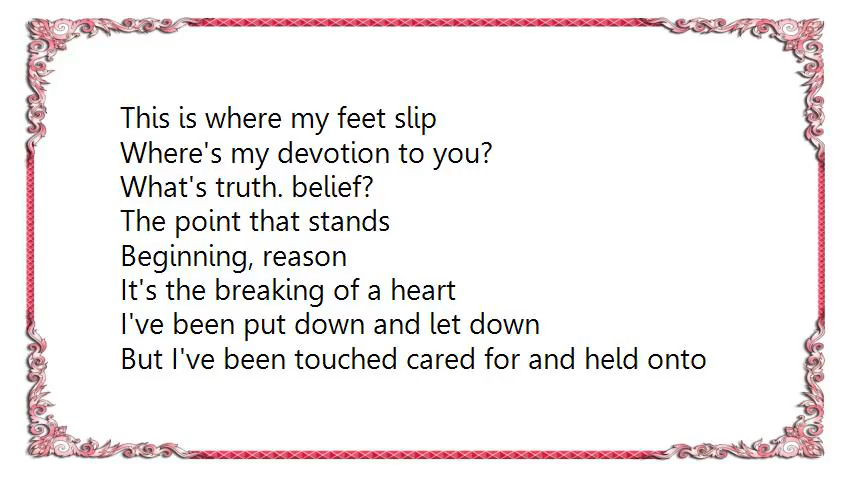 This is where my feet slip
Where's my devotion to you?
What's truth. belief?
The point that stands
Beginning, reason
It's the breaking of a heart
I've been put down and let down
But I've been touched cared for and held onto